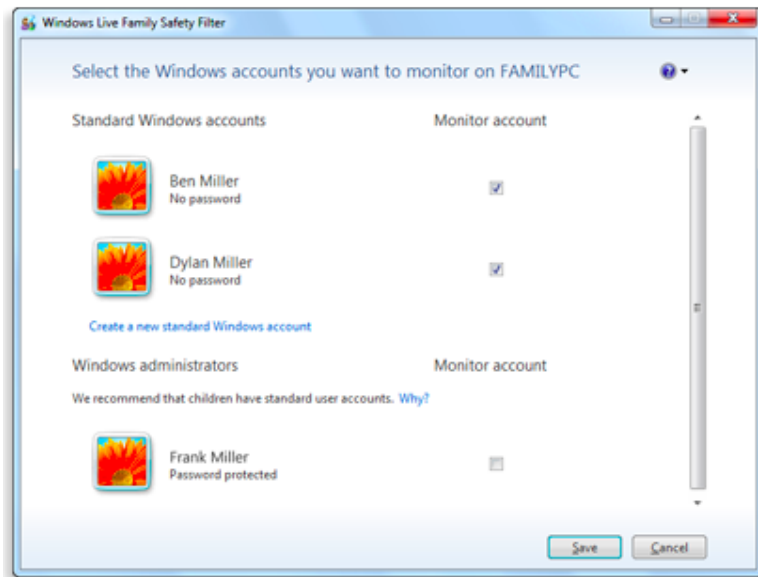 Windows Live Family Safety Filter
Select the Windows accounts you want to monitor on FAMILYPC
Standard Windows accounts Monitor account
Ben Miller
No password
Dylan Miller
No password
Create a new standard Windows account
Windows administrators Monitor account
We recommend that children have standard user accounts. Why?
Frank Miller
Password protected
Save Cancel